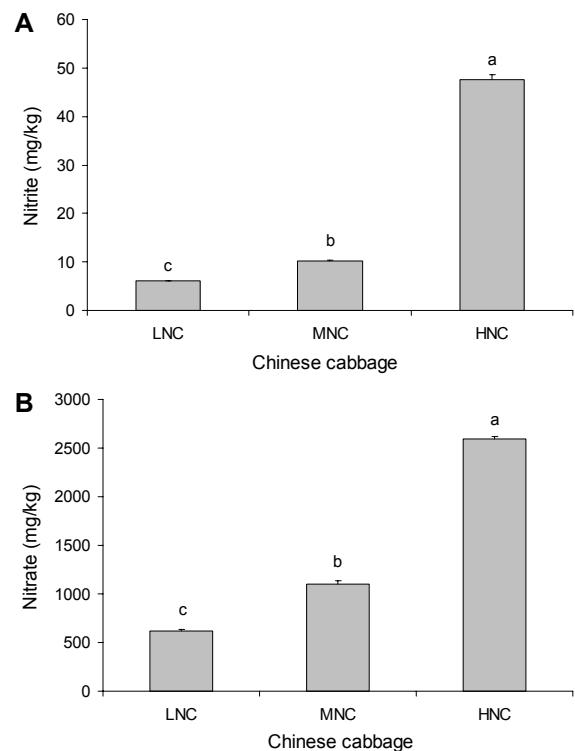 A
Nitrite (mg/kg)
60
50
40
30
20
10
0
a
b
c
LNC MNC HNC
Chinese cabbage
B
Nitrate (mg/kg)
3000
2500
2000
1500
1000
500
0
a
b
c
LNC MNC HNC
Chinese cabbage